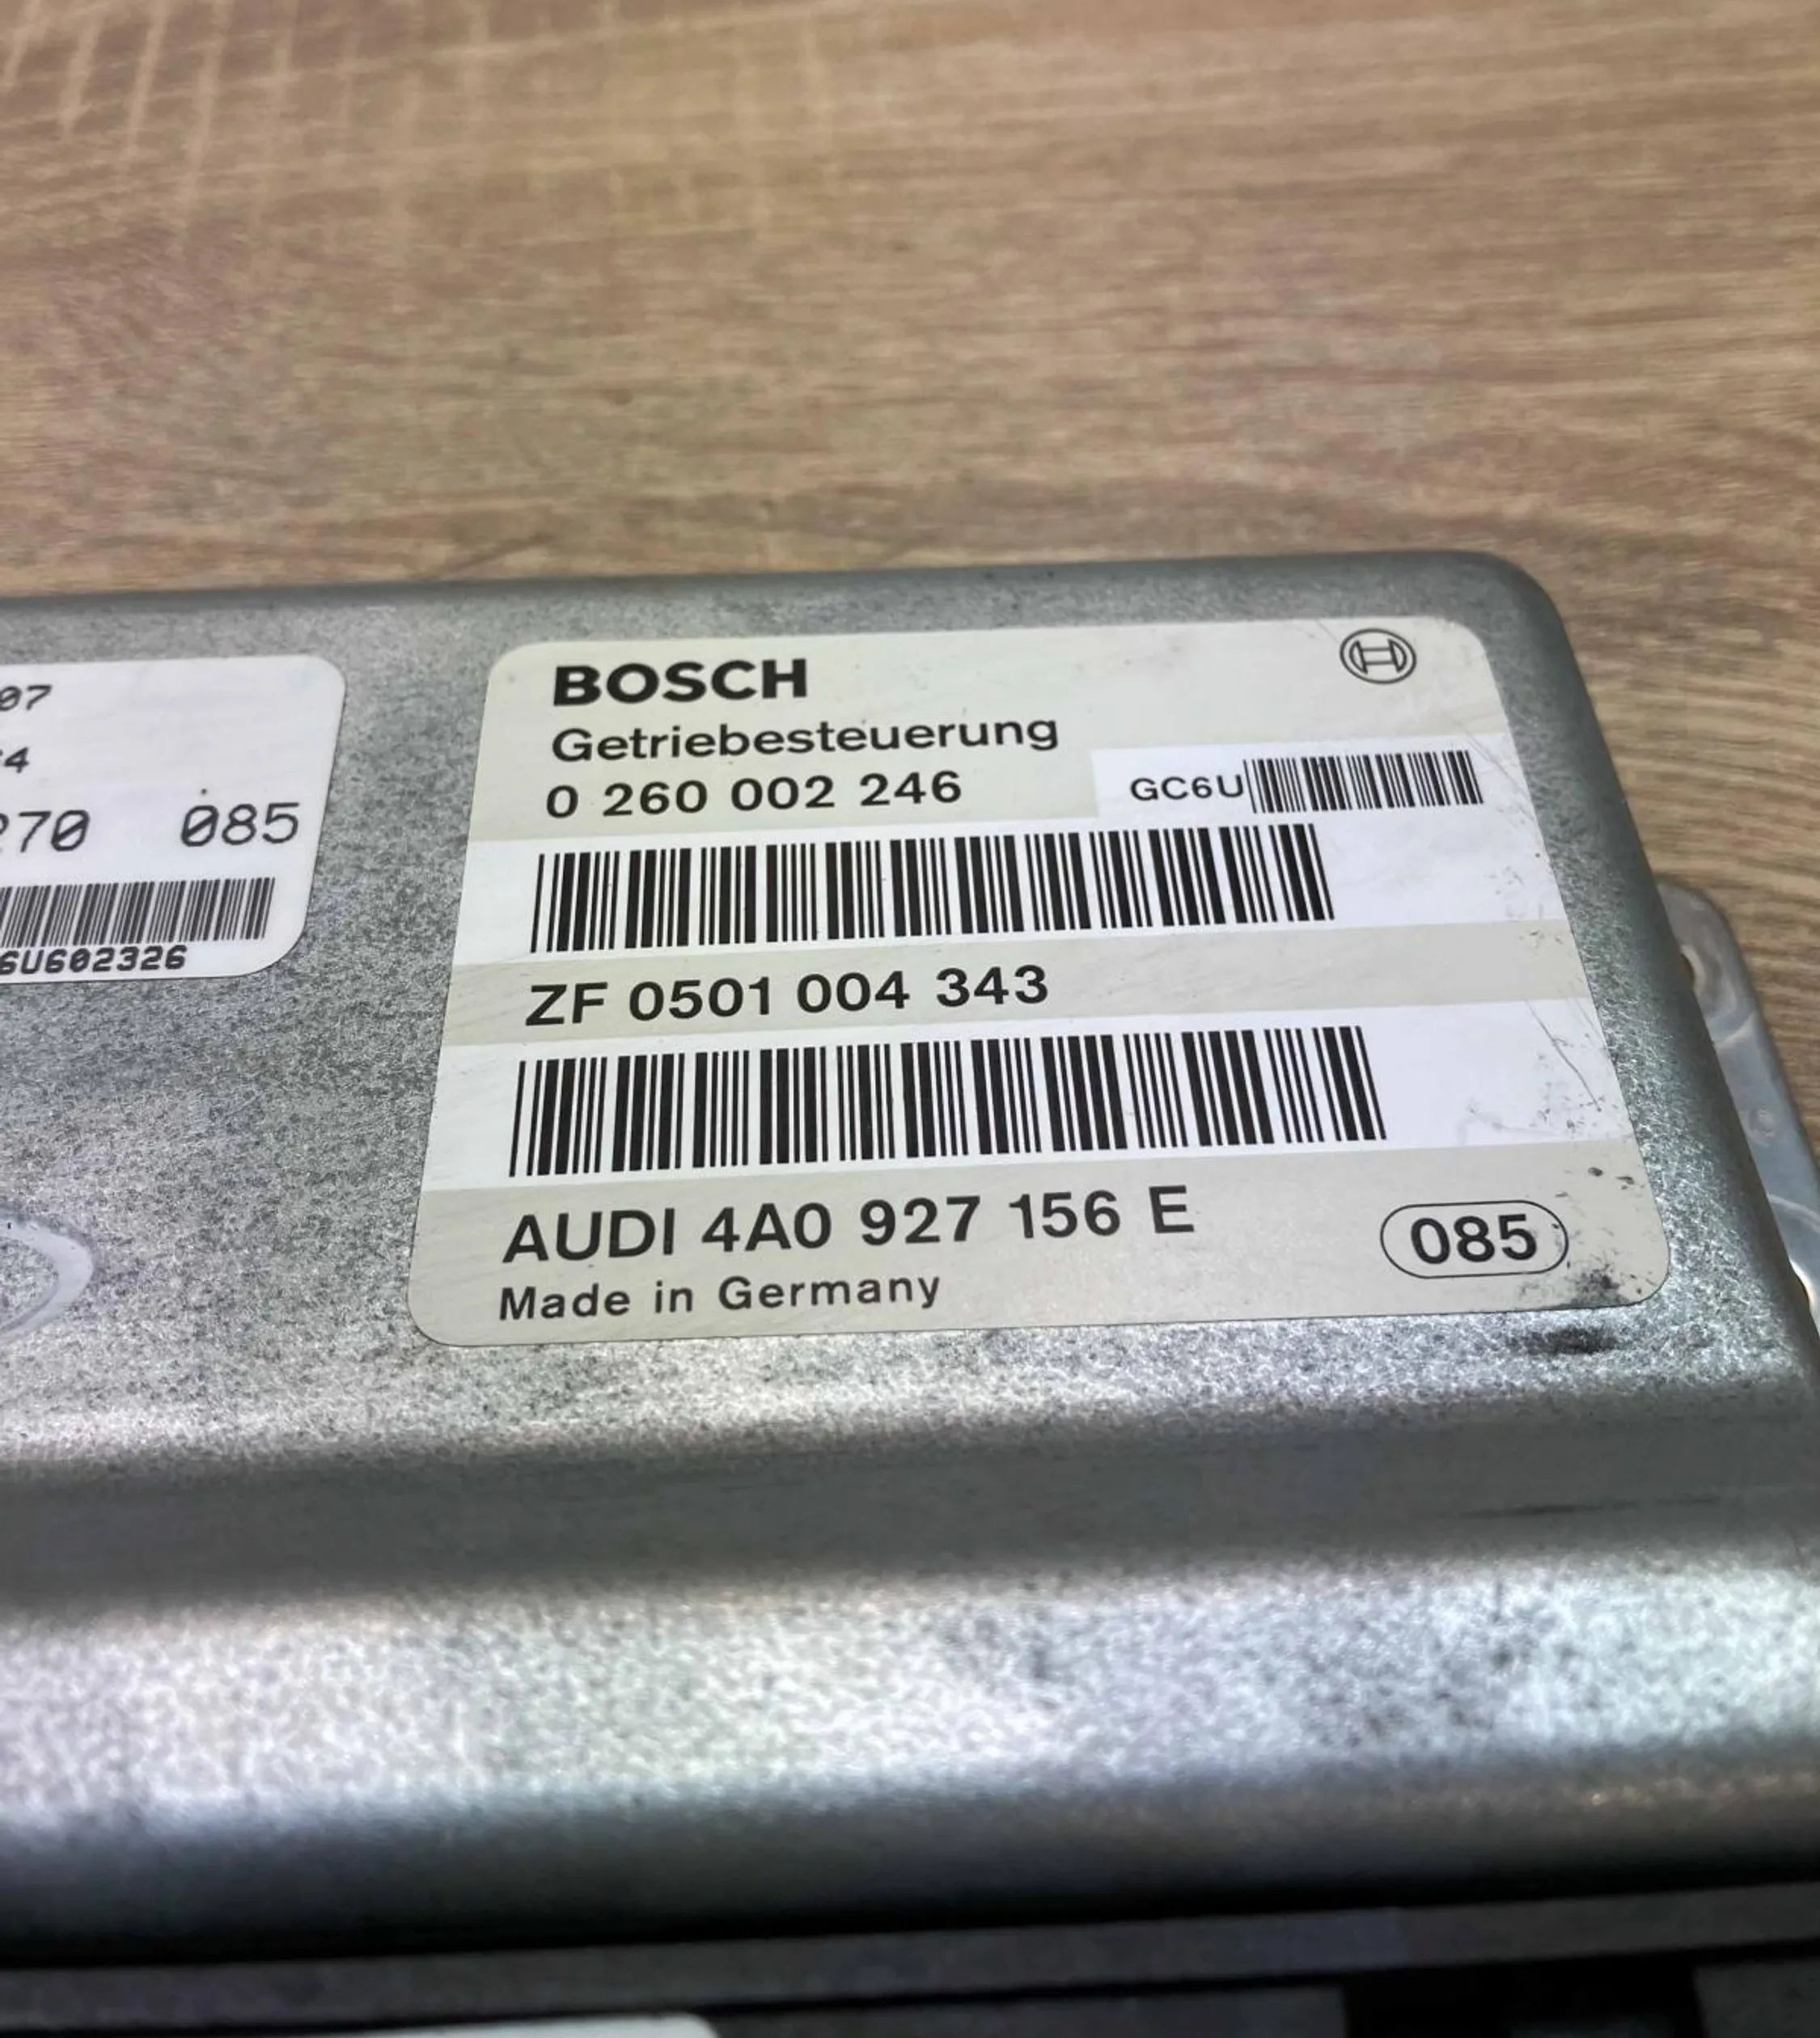 07
4
270 085
6U602326
BOSCH
Getriebesteuerung
0 260 002 246
GC6U
ZF 0501 004 343
AUDI 4A0 927 156 E
085
Made in Germany